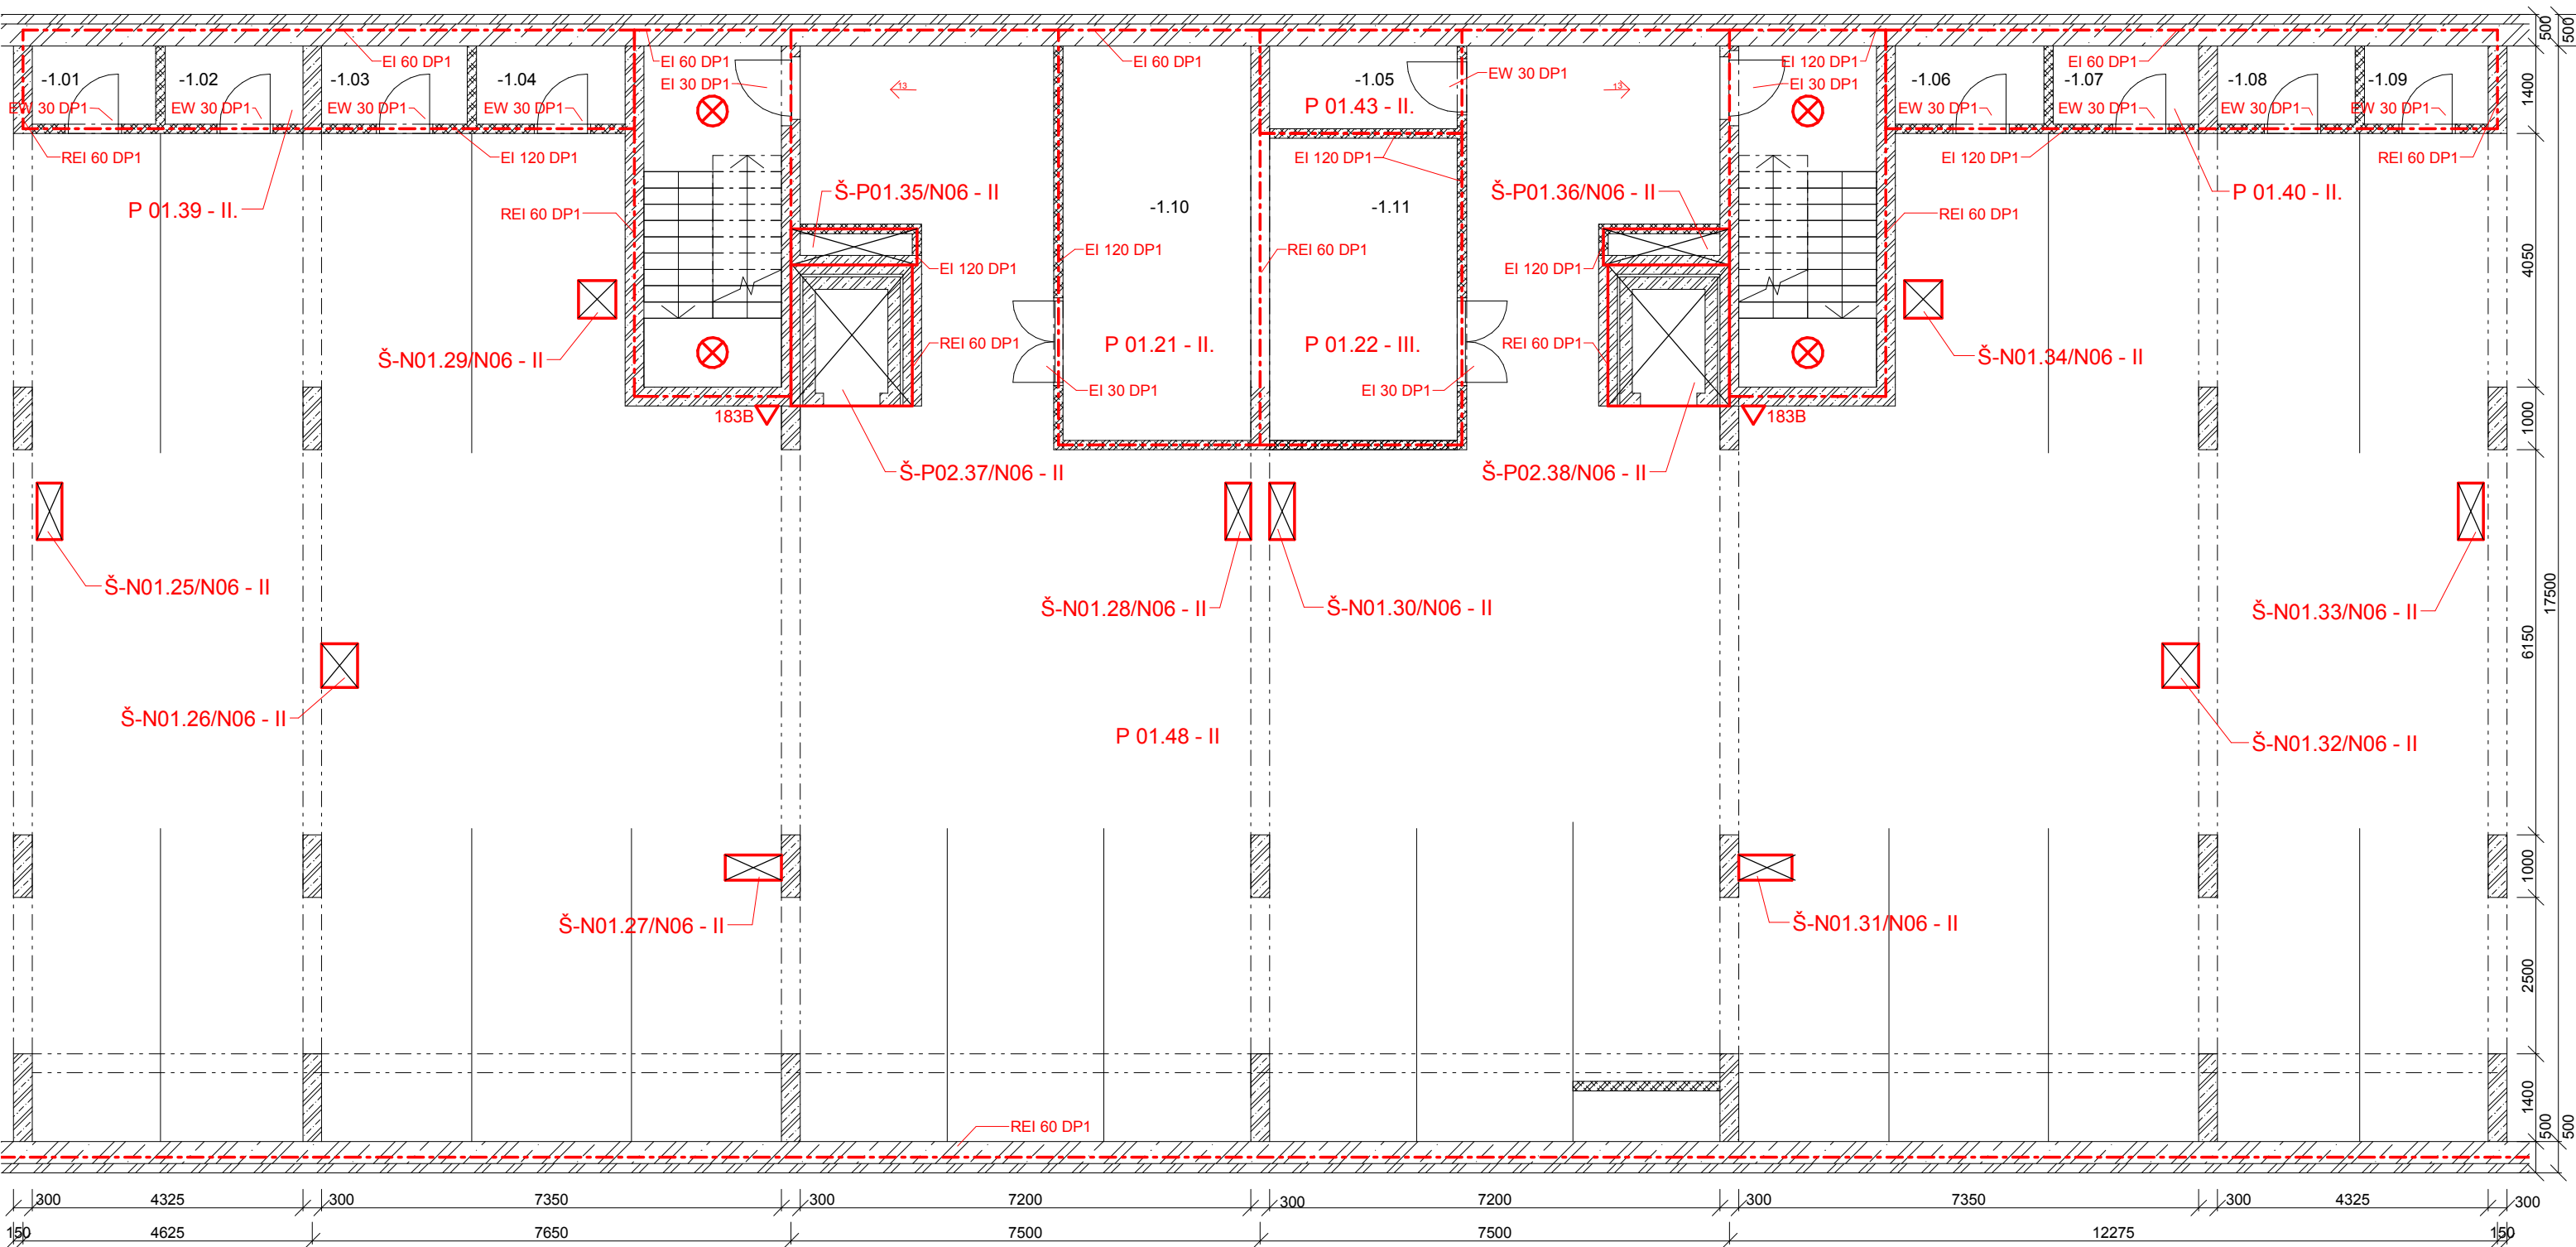 500
500
EI 60 DP1
EI 60 DP1
EI 60 DP1
EI 120 DP1
EI 60 DP1
-1.01
-1.02
-1.03
-1.04
EI 30 DP1
13
-1.05
EW 30 DP1
13
EI 30 DP1
-1.06
-1.07
-1.08
-1.09
1400
EW 30 DP1
EW 30 DP1
EW 30 DP1
EW 30 DP1
P 01.43 - II.
EW 30 DP1
EW 30 DP1
EW 30 DP1
EW 30 DP1
REI 60 DP1
EI 120 DP1
EI 120 DP1
EI 120 DP1
REI 60 DP1
P 01.39 - II.
REI 60 DP1
Š-P01.35/N06 - II
-1.10
-1.11
Š-P01.36/N06 - II
REI 60 DP1
P 01.40 - II.
EI 120 DP1
EI 120 DP1
REI 60 DP1
EI 120 DP1
4050
Š-N01.29/N06 - II
REI 60 DP1
P 01.21 - II.
P 01.22 - III.
REI 60 DP1
Š-N01.34/N06 - II
EI 30 DP1
EI 30 DP1
183B
183B
1000
Š-P02.37/N06 - II
Š-P02.38/N06 - II
Š-N01.25/N06 - II
Š-N01.28/N06 - II
Š-N01.30/N06 - II
Š-N01.33/N06 - II
17500
6150
Š-N01.26/N06 - II
P 01.48 - II
Š-N01.32/N06 - II
1000
Š-N01.27/N06 - II
Š-N01.31/N06 - II
2500
1400
REI 60 DP1
500
500
300
4325
300
7350
300
7200
300
7200
300
7350
300
4325
300
150
4625
7650
7500
7500
12275
150